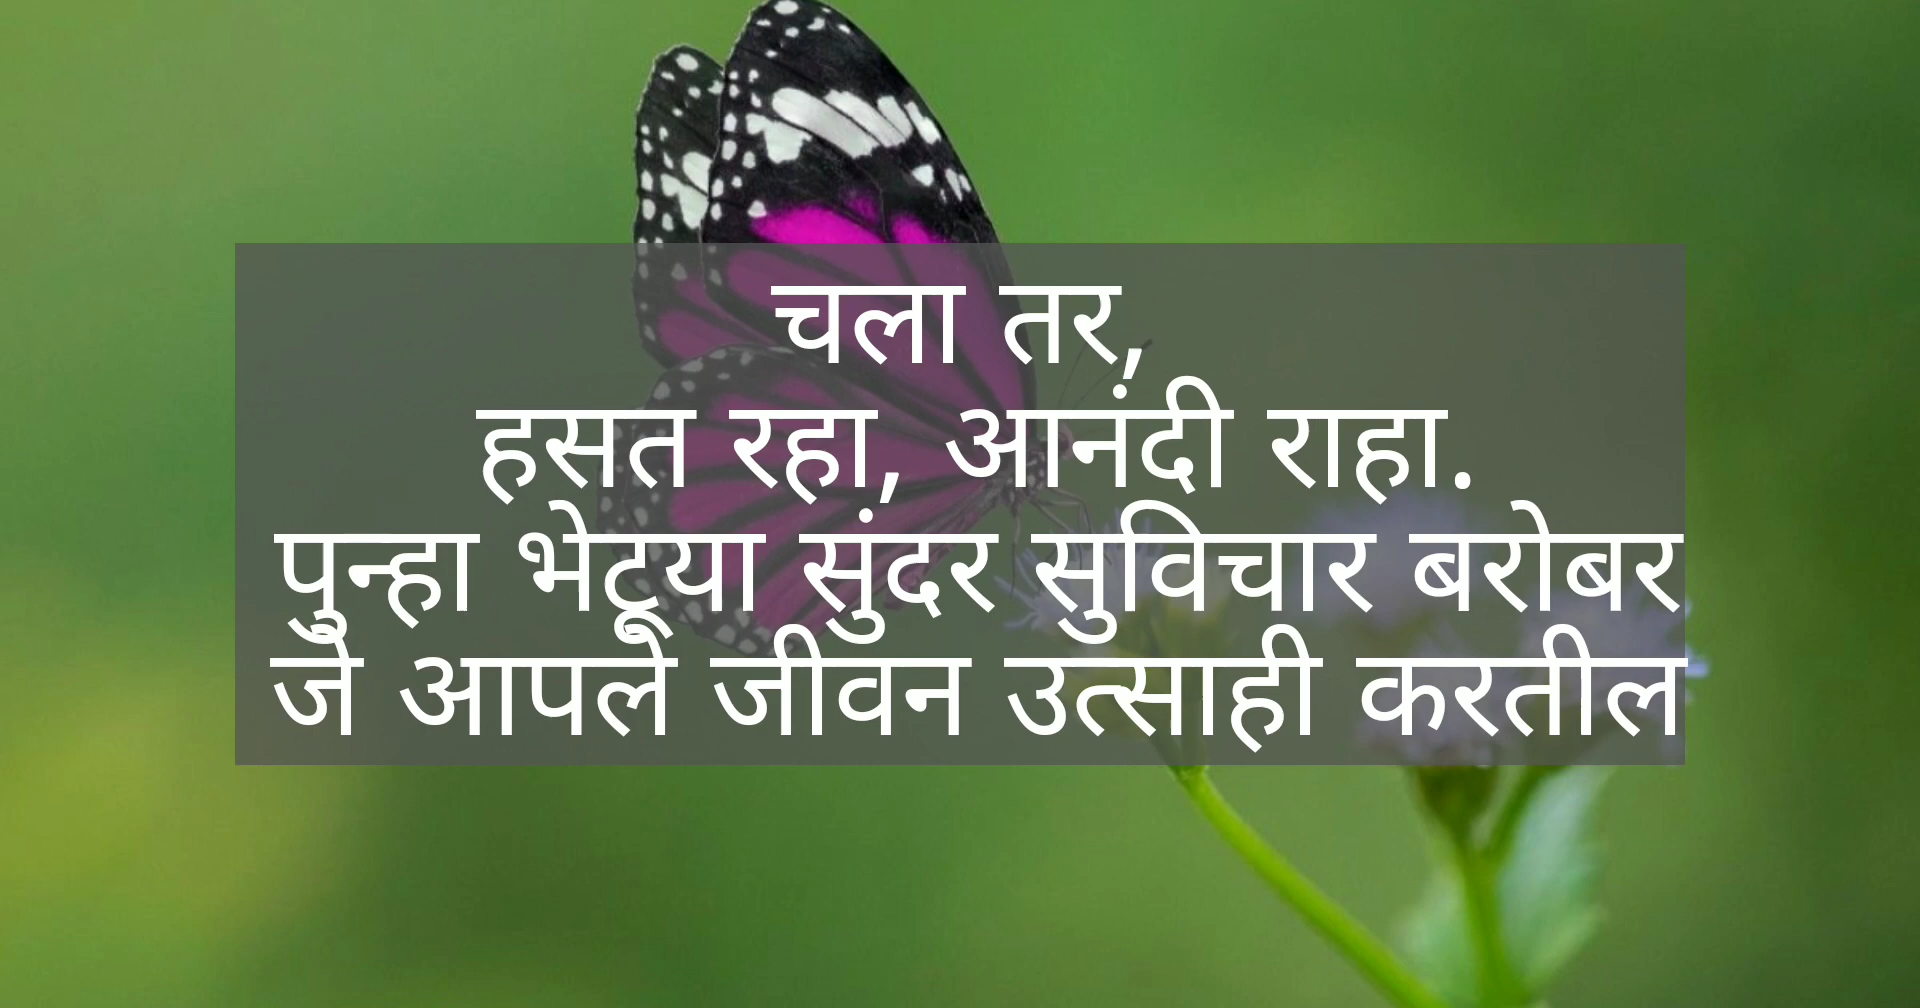 चला तर,
हसत रहा, आनंदी राहा.
पुन्हा भेटूया सुंदर सुविचार बरोबर
जे आपले जीवन उत्साही करतील